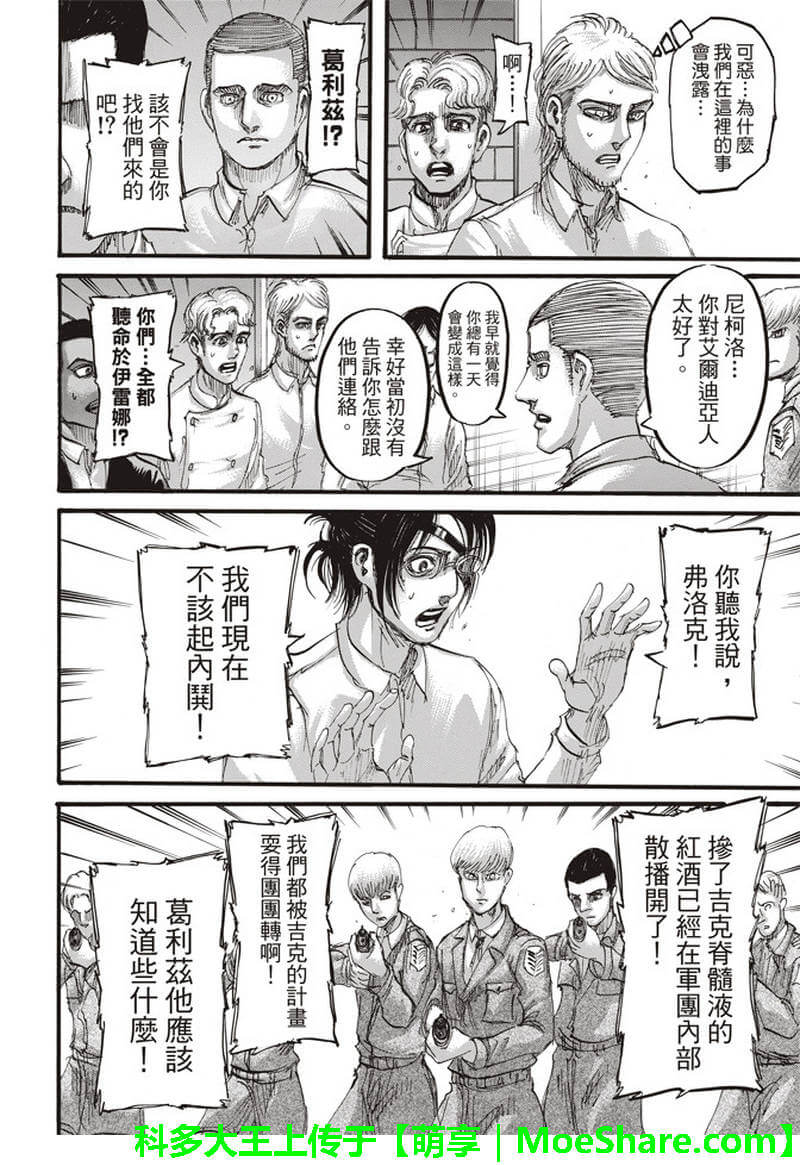 可惡…為什麼
我們在這裡的事
會洩露…
啊…！
葛利茲!?
該不會是你
找他們來的
吧!?
尼柯洛…
你對艾爾迪亞人
太好了。
我早就覺得
你總有一天
會變成這樣。
幸好當初沒有
告訴你怎麼跟
他們連絡。
你們…全都
聽命於伊雷娜!?
你聽我說，
弗洛克！
我們現在
不該起內鬨！
摻了吉克脊髓液的
紅酒已經在軍團內部
散播開了！
我們都被吉克的計畫
耍得團團轉啊！
葛利茲他應該
知道些什麼！
科多大王上传于【萌享 | MoeShare.com】